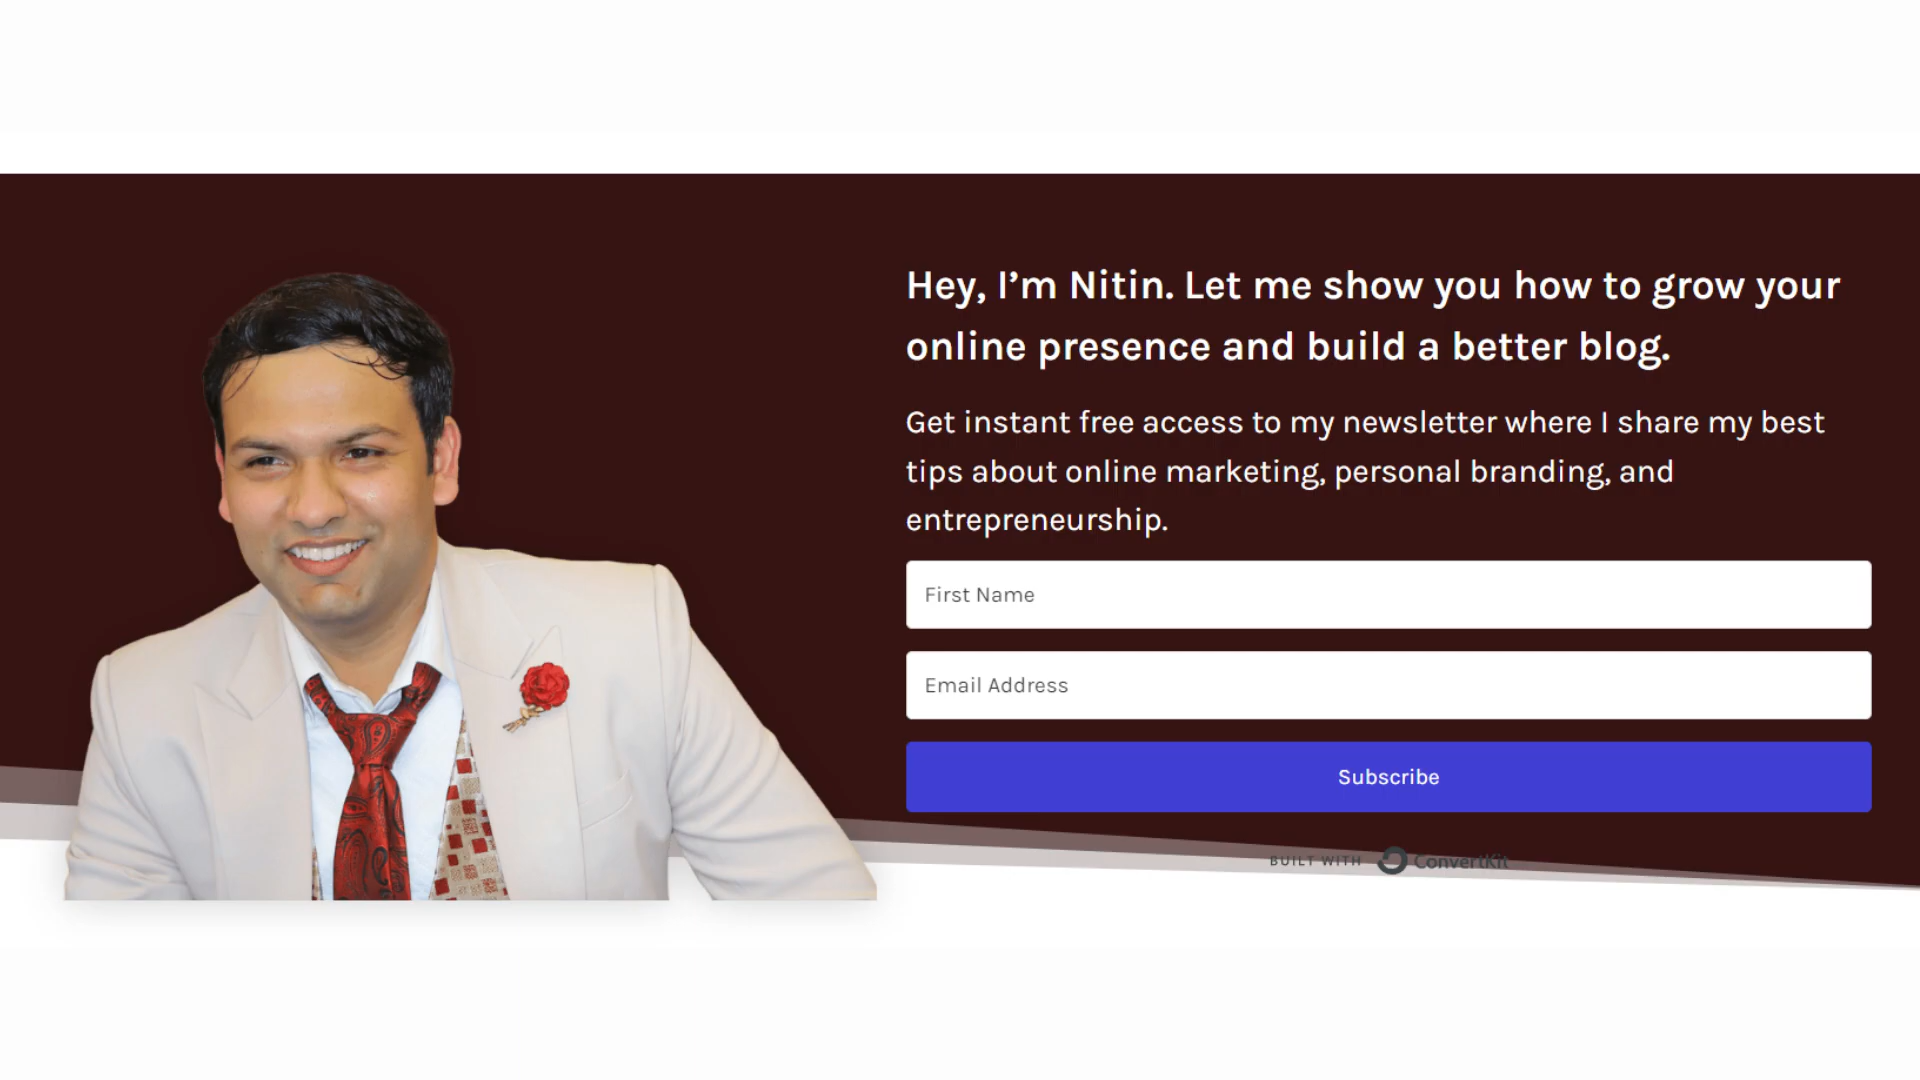 Hey, I’m Nitin. Let me show you how to grow your
online presence and build a better blog.
Get instant free access to my newsletter where I share my best
tips about online marketing, personal branding, and
entrepreneurship.
First Name
Email Address
Subscribe
BUILT WITH ConvertKit